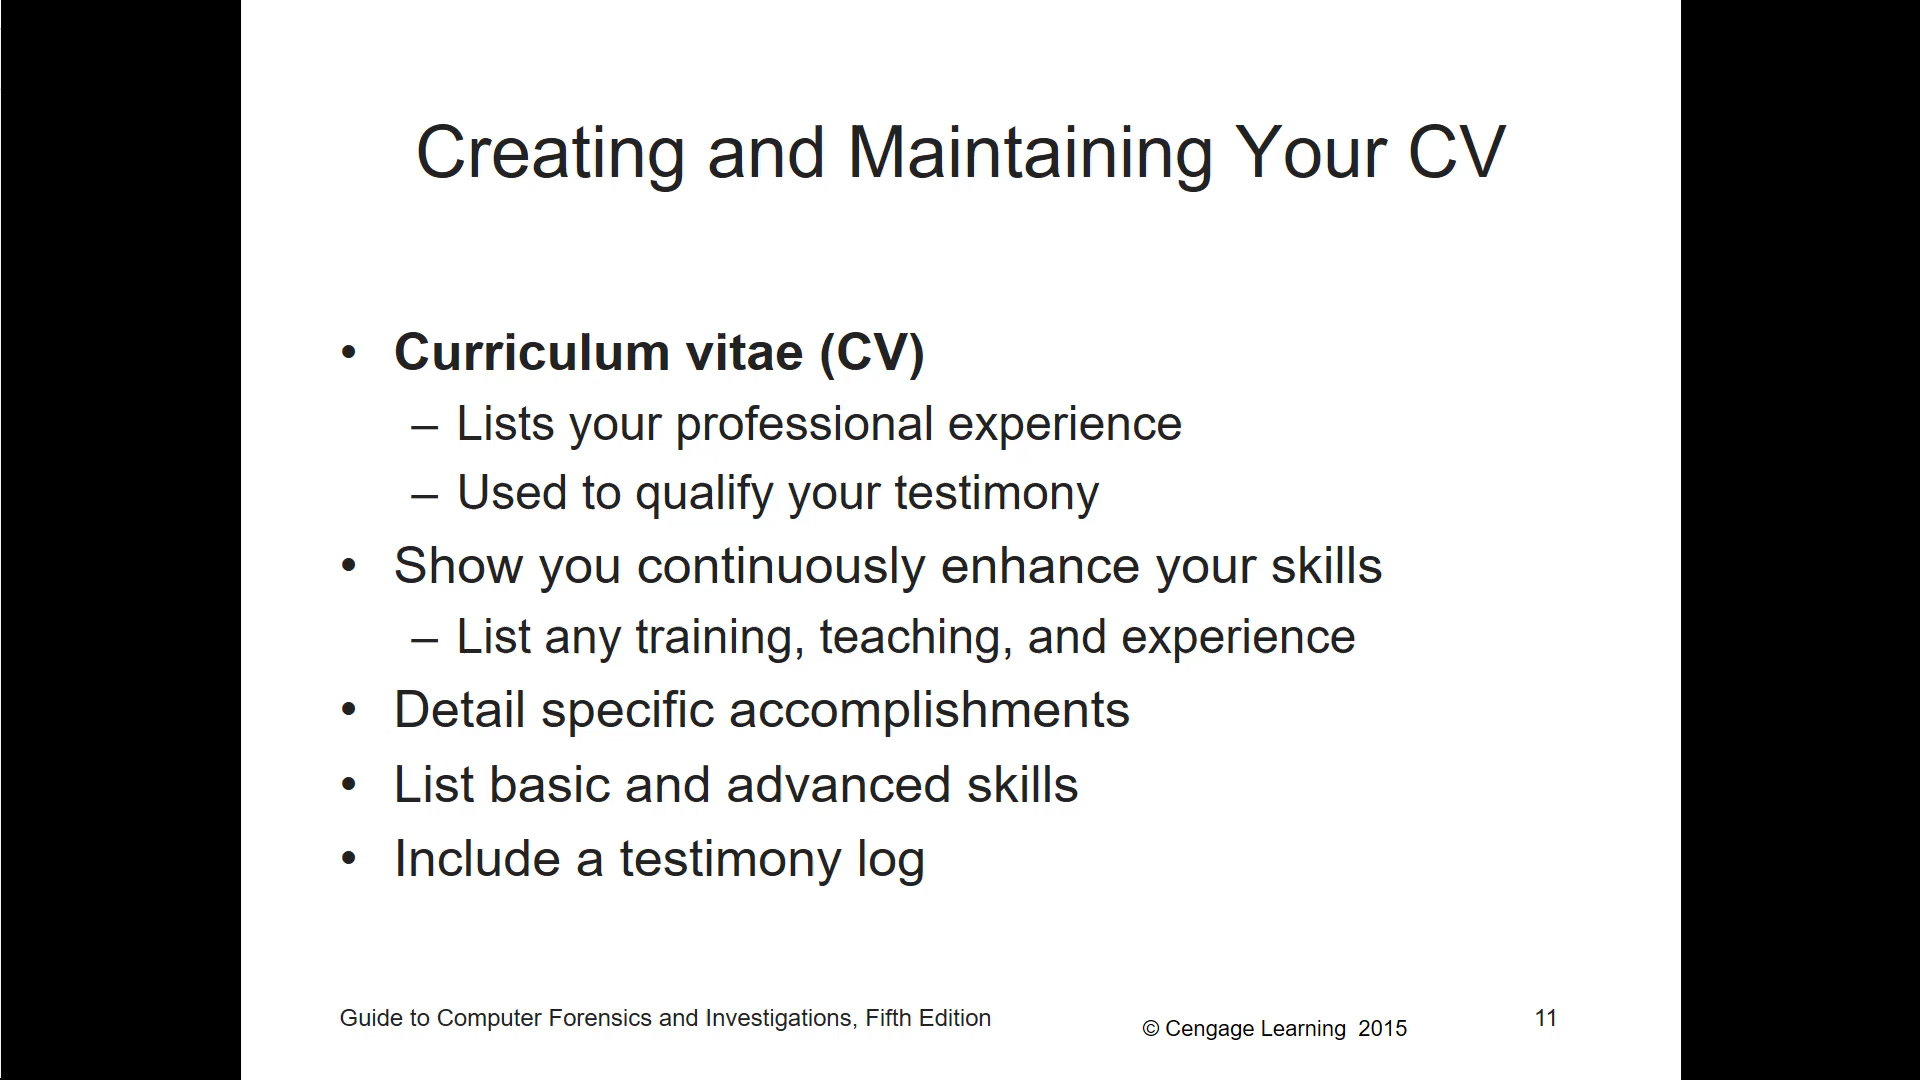 Creating and Maintaining Your CV
• Curriculum vitae (CV)
– Lists your professional experience
– Used to qualify your testimony
• Show you continuously enhance your skills
– List any training, teaching, and experience
• Detail specific accomplishments
• List basic and advanced skills
• Include a testimony log
Guide to Computer Forensics and Investigations, Fifth Edition
© Cengage Learning 2015
11